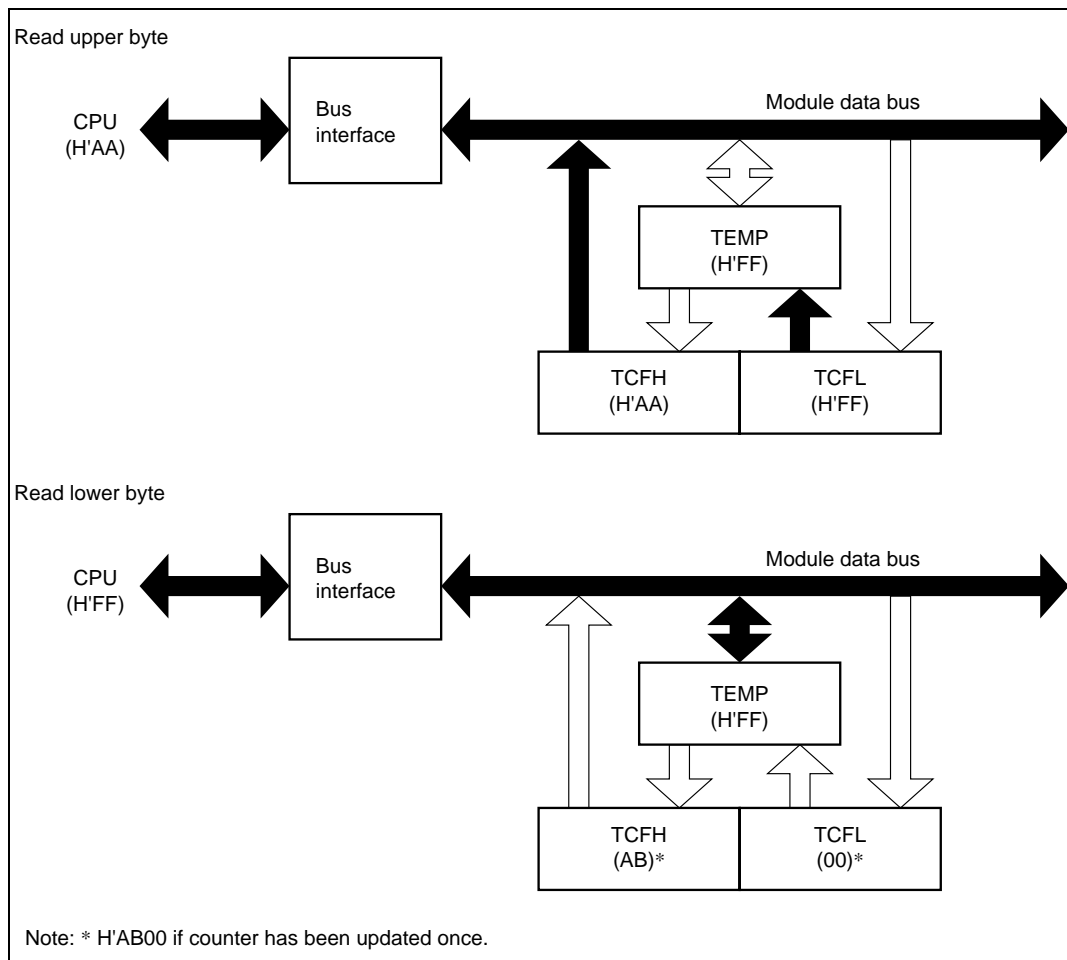 Read upper byte
CPU
(H'AA)
Bus
interface
Module data bus
TEMP
(H'FF)
TCFH
(H'AA)
TCFL
(H'FF)
Read lower byte
CPU
(H'FF)
Bus
interface
Module data bus
TEMP
(H'FF)
TCFH
(AB)*
TCFL
(00)*
Note: * H'AB00 if counter has been updated once.